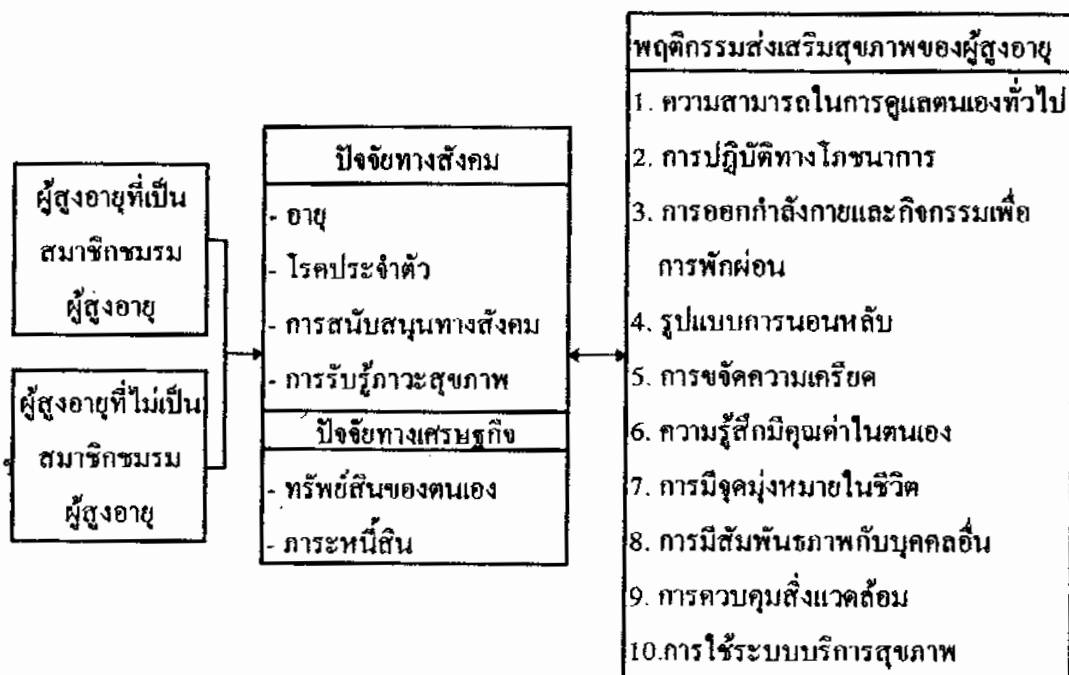 ผู้สูงอายุที่เป็น
สมาชิกชมรม
ผู้สูงอายุ
ผู้สูงอายุที่ไม่เป็น
สมาชิกชมรม
ผู้สูงอายุ
ปัจจัยทางสังคม
- อายุ
- โรคประจำตัว
- การสนับสนุนทางสังคม
- การรับรู้ภาวะสุขภาพ
ปัจจัยทางเศรษฐกิจ
- ทรัพย์สินของตนเอง
- ภาระหนี้สิน
พฤติกรรมส่งเสริมสุขภาพของผู้สูงอายุ
1. ความสามารถในการดูแลตนเองทั่วไป
2. การปฏิบัติทางโภชนาการ
3. การออกกำลังกายและกิจกรรมเพื่อ
การพักผ่อน
4. รูปแบบการนอนหลับ
5. การขจัดความเครียด
6. ความรู้สึกมีคุณค่าในตนเอง
7. การมีจุดมุ่งหมายในชีวิต
8. การมีสัมพันธภาพกับบุคคลอื่น
9. การควบคุมสิ่งแวดล้อม
10.การใช้ระบบบริการสุขภาพ